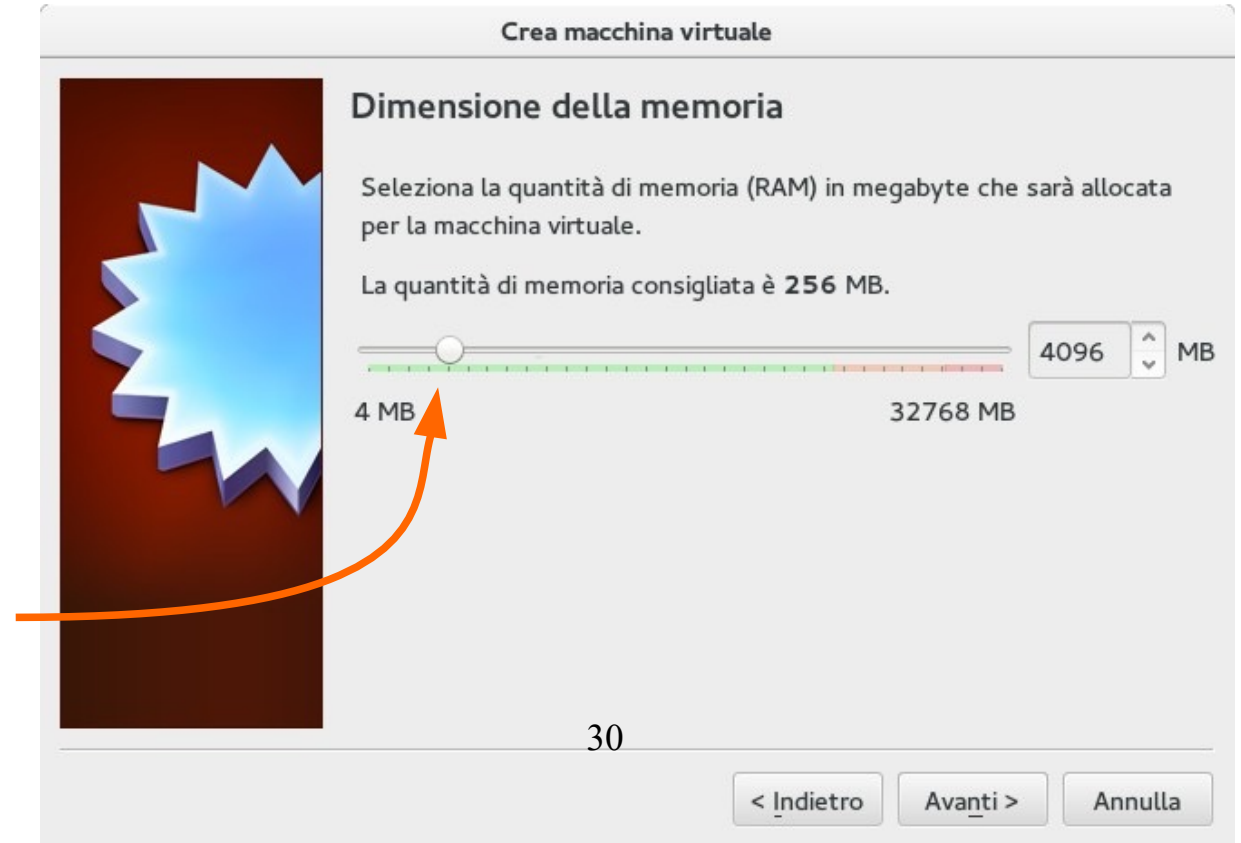 Crea macchina virtuale
Dimensione della memoria
Seleziona la quantità di memoria (RAM) in megabyte che sarà allocata
per la macchina virtuale.
La quantità di memoria consigliata è 256 MB.
4096 MB
4 MB 32768 MB
30
< Indietro Avanti > Annulla